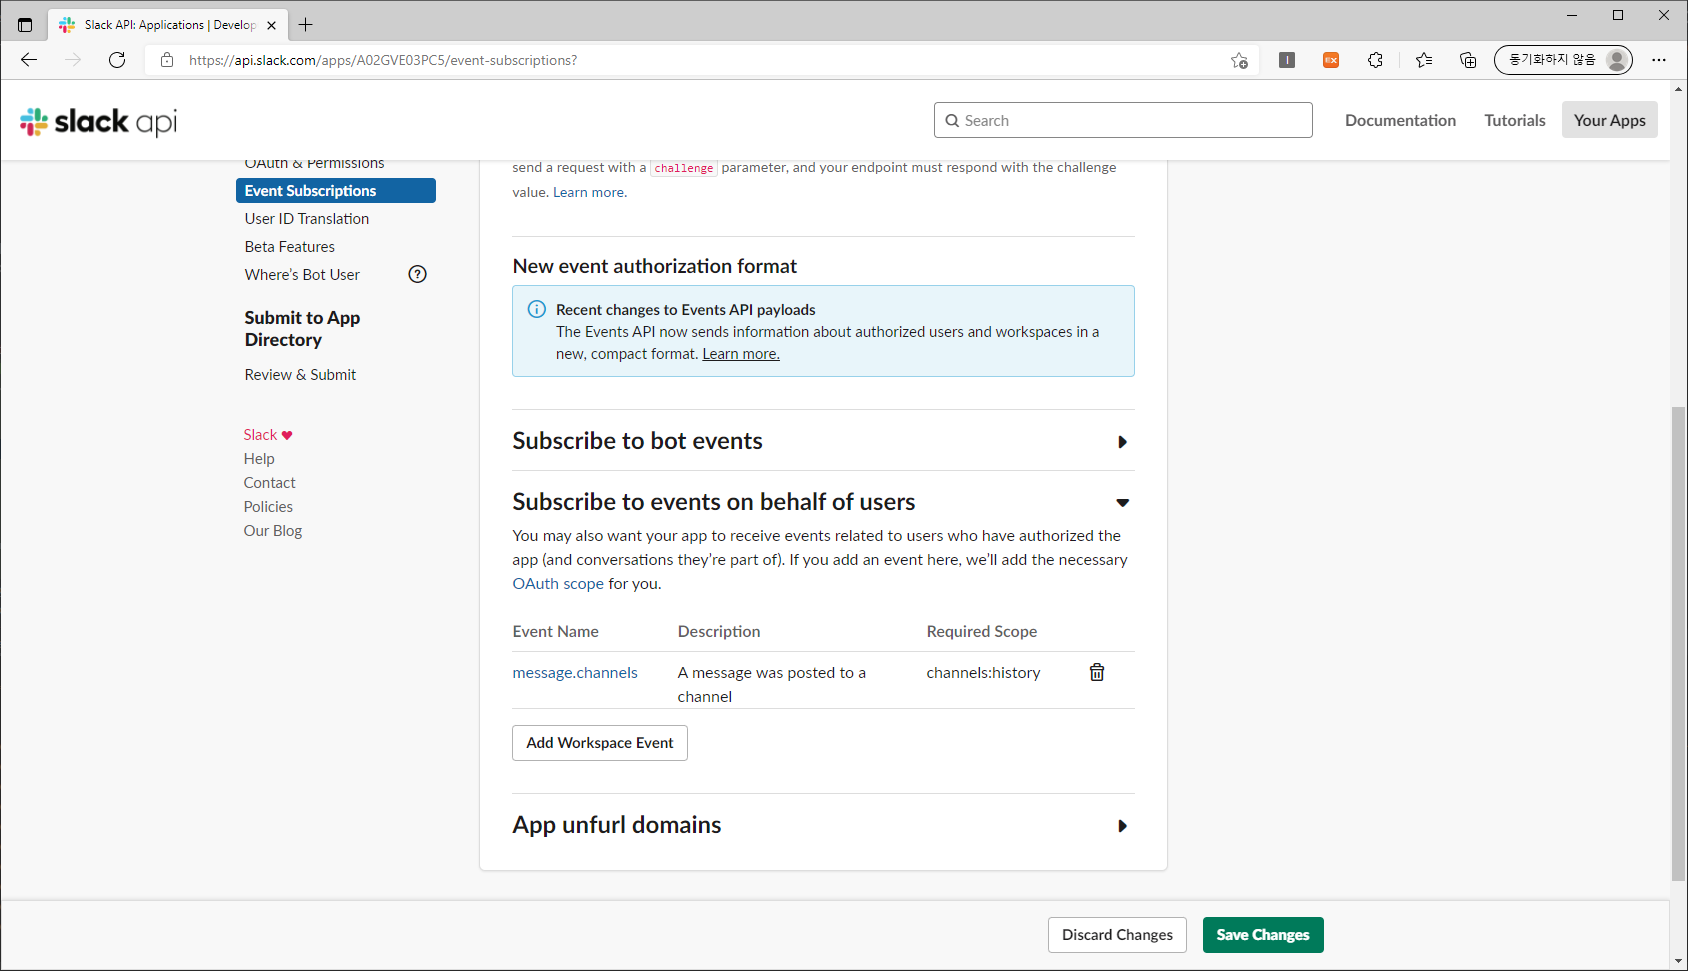 Slack API: Applications | Develop
https://api.slack.com/apps/A02GVE03PC5/event-subscriptions?
동기화하지 않음
slack api
Search
Documentation
Tutorials
Your Apps
OAuth & Permissions
Event Subscriptions
User ID Translation
Beta Features
Where's Bot User
Submit to App
Directory
Review & Submit
Slack ♥
Help
Contact
Policies
Our Blog
send a request with a challenge parameter, and your endpoint must respond with the challenge
value. Learn more.
New event authorization format
Recent changes to Events API payloads
The Events API now sends information about authorized users and workspaces in a
new, compact format. Learn more.
Subscribe to bot events
Subscribe to events on behalf of users
You may also want your app to receive events related to users who have authorized the
app (and conversations they're part of). If you add an event here, we'll add the necessary
OAuth scope for you.
Event Name Description Required Scope
message.channels A message was posted to a channels:history
channel
Add Workspace Event
App unfurl domains
Discard Changes
Save Changes